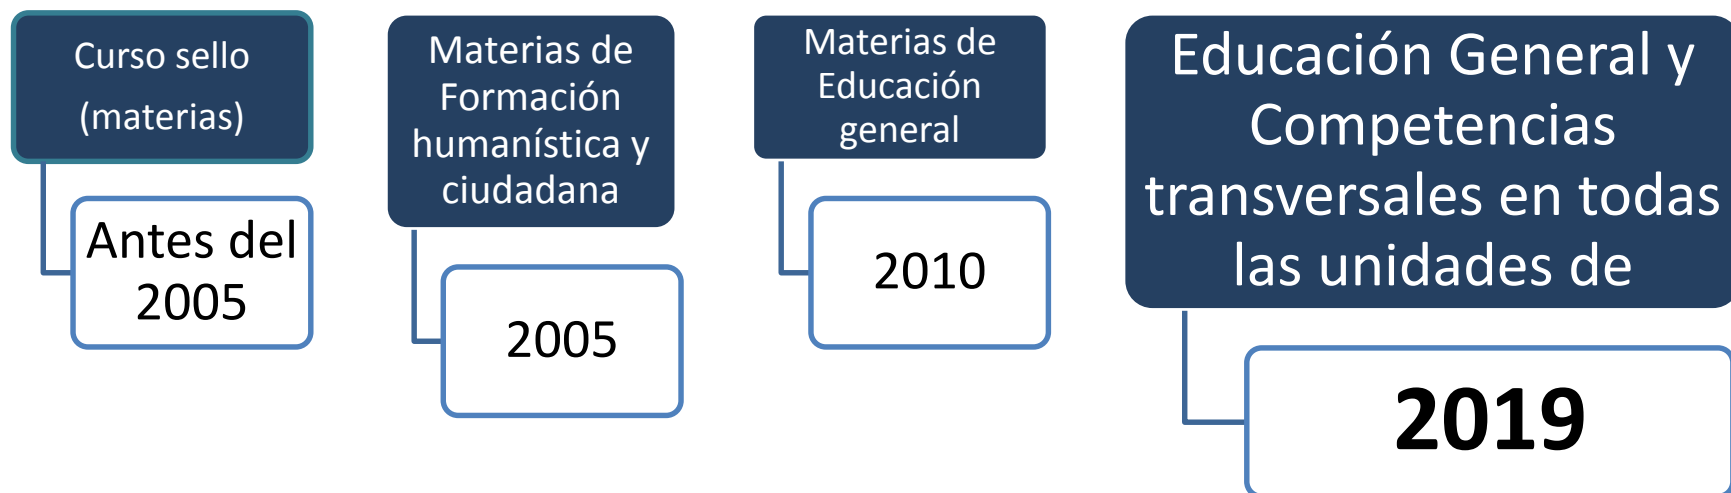 Curso sello
(materias)
Antes del
2005
Materias de
Formación
humanística y
ciudadana
2005
Materias de
Educación
general
2010
Educación General y
Competencias
transversales en todas
las unidades de
2019